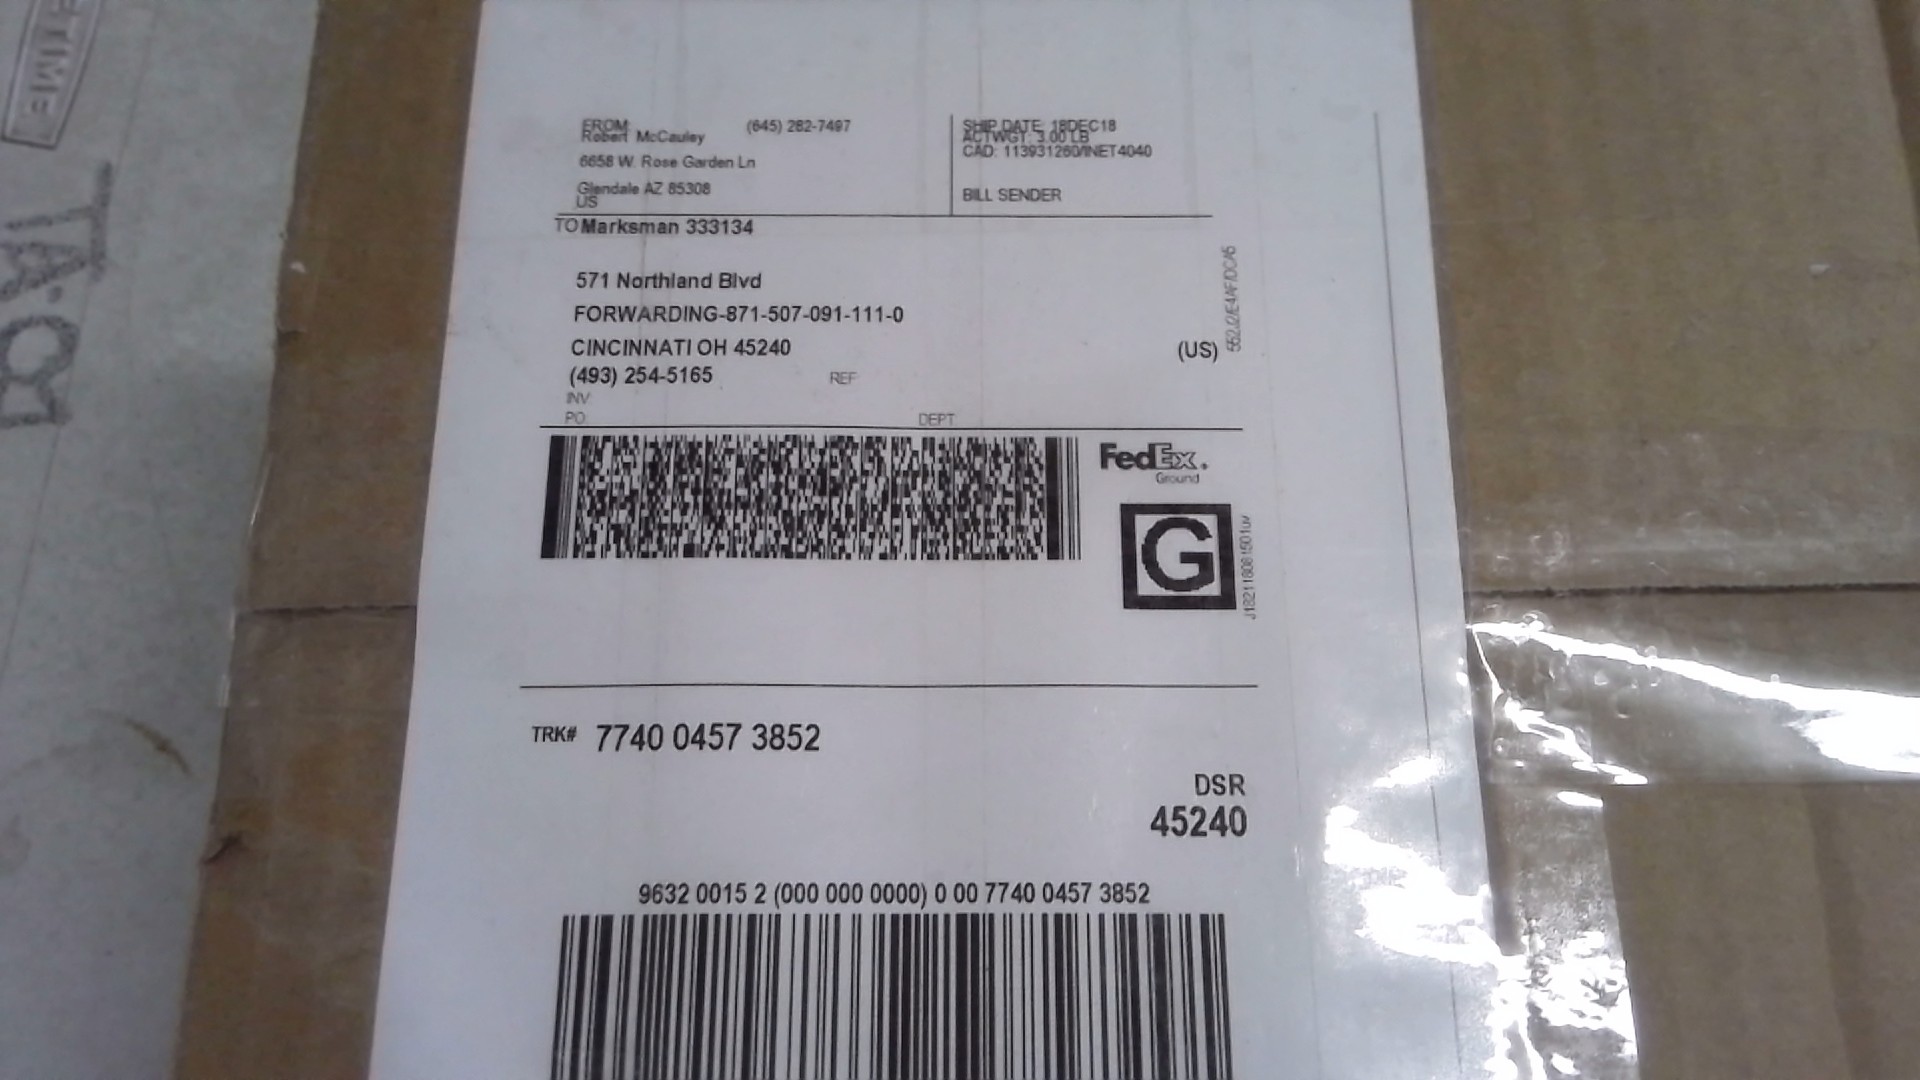 FROM:
(645) 282-7497
Robert McCauley
6658 W. Rose Garden Ln
Glendale AZ 85308
US
SHIP DATE: 18DEC18
ACTWGT: 3.00 LB
CAD: 113931260/INET4040
BILL SENDER
TO Marksman 333134
571 Northland Blvd
FORWARDING-871-507-091-111-0
CINCINNATI OH 45240
(US)
(493) 254-5165
REF
INV
PO
DEPT
552J2/E4AF/DCA5
FedEx
Ground
G
TRK# 7740 0457 3852
DSR
45240
9632 0015 2 (000 000 0000) 0 00 7740 0457 3852